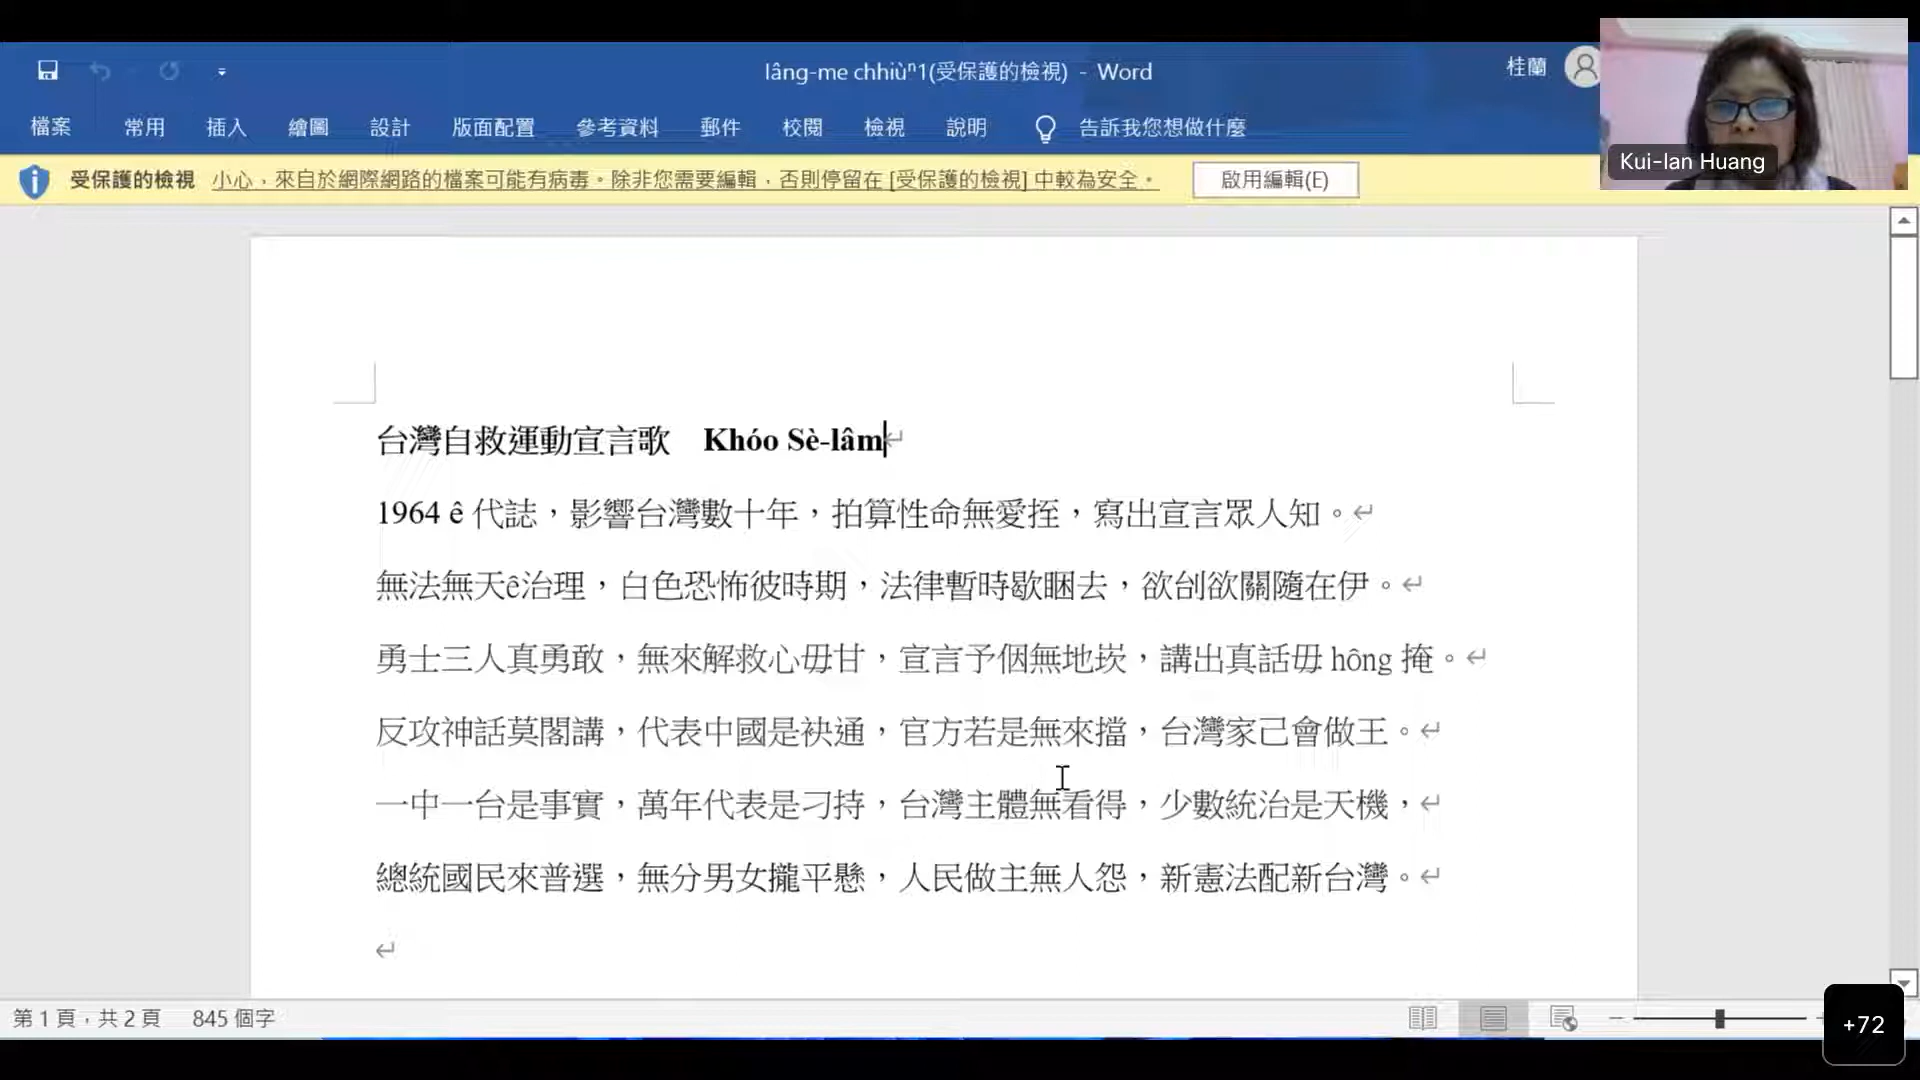 lâng-me chhiùⁿ1(受保護的檢視) - Word
桂蘭
檔案 常用 插入 繪圖 設計 版面配置 參考資料 郵件 校閱 檢視 說明 告訴我您想做什麼
Kui-lan Huang
受保護的檢視 小心，來自於網際網路的檔案可能有病毒。除非您需要編輯，否則停留在 [受保護的檢視] 中較為安全。 啟用編輯(E)
台灣自救運動宣言歌 Khóo Sè-lâm
1964 ê 代誌，影響台灣數十年，拍算性命無愛挃，寫出宣言眾人知。
無法無天ê治理，白色恐怖彼時期，法律暫時歇睏去，欲刣欲關隨在伊。
勇士三人真勇敢，無來解救心毋甘，宣言予個無地崁，講出真話毋 hông 掩。
反攻神話莫閣講，代表中國是袂通，官方若是無來擋，台灣家己會做王。
一中一台是事實，萬年代表是刁持，台灣主體無看得，少數統治是天機，
總統國民來普選，無分男女攏平懸，人民做主無人怨，新憲法配新台灣。
第 1 頁，共 2 頁 845 個字
+72